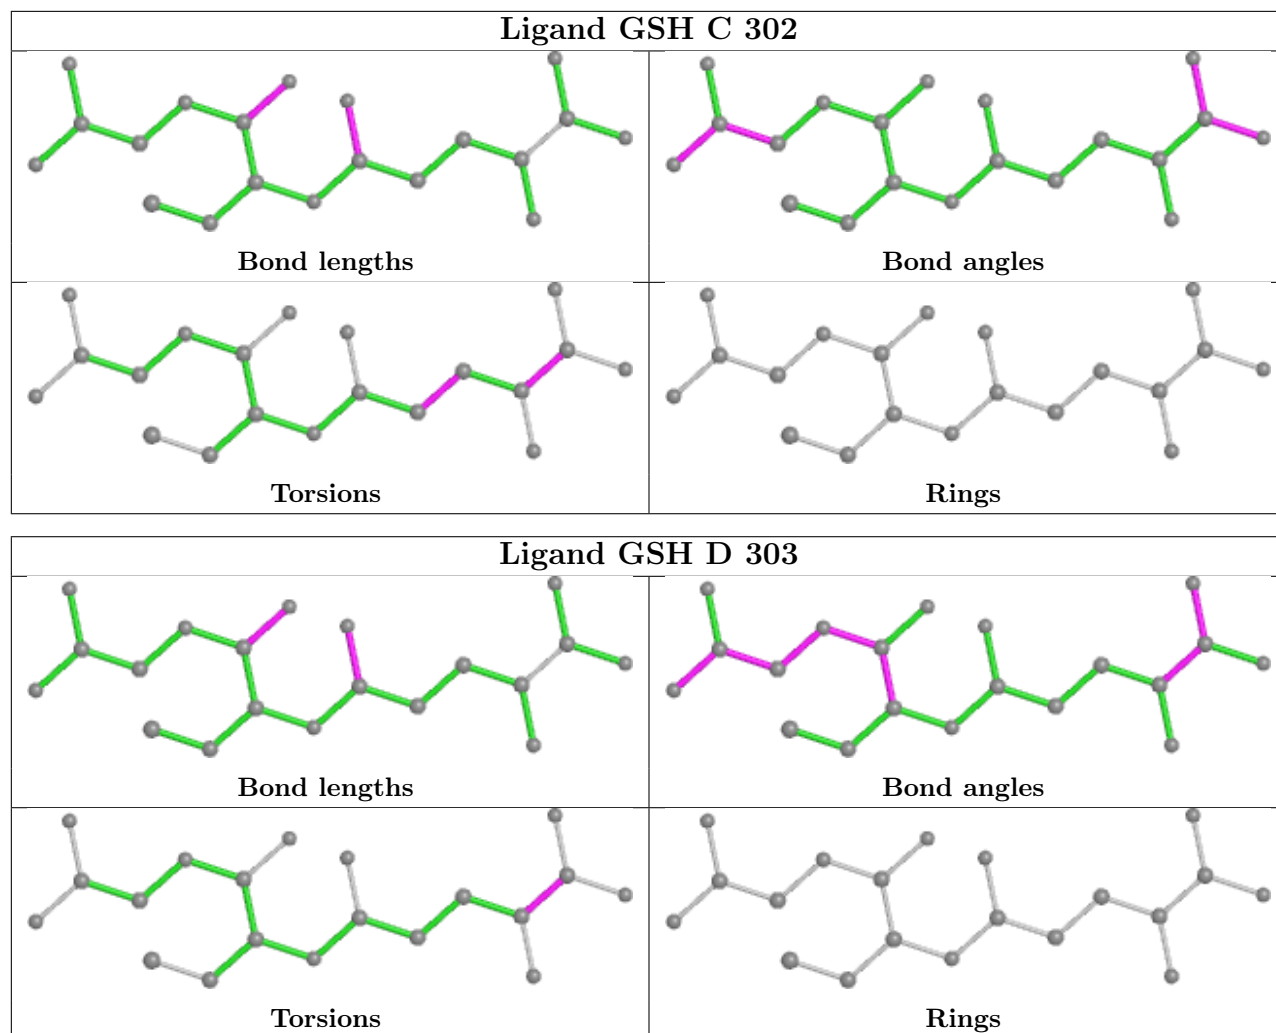 Ligand GSH C 302
Bond lengths
Bond angles
Torsions
Rings
Ligand GSH D 303
Bond lengths
Bond angles
Torsions
Rings